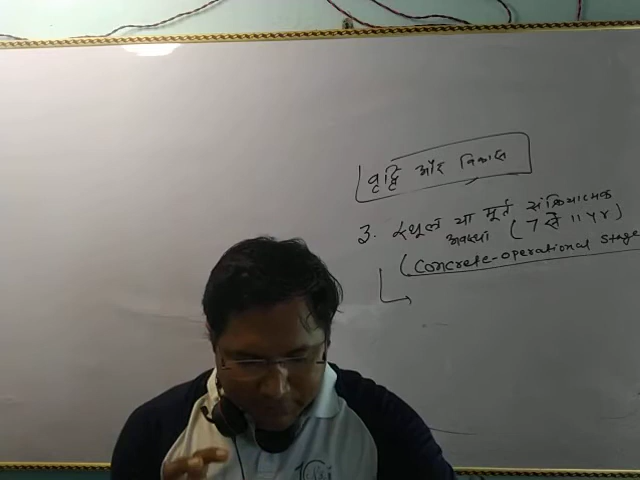 वृद्धि और विकास
3. स्थूल या मूर्त संक्रियात्मक
अवस्था (7 से 11 yr)
(Concrete-operational stage